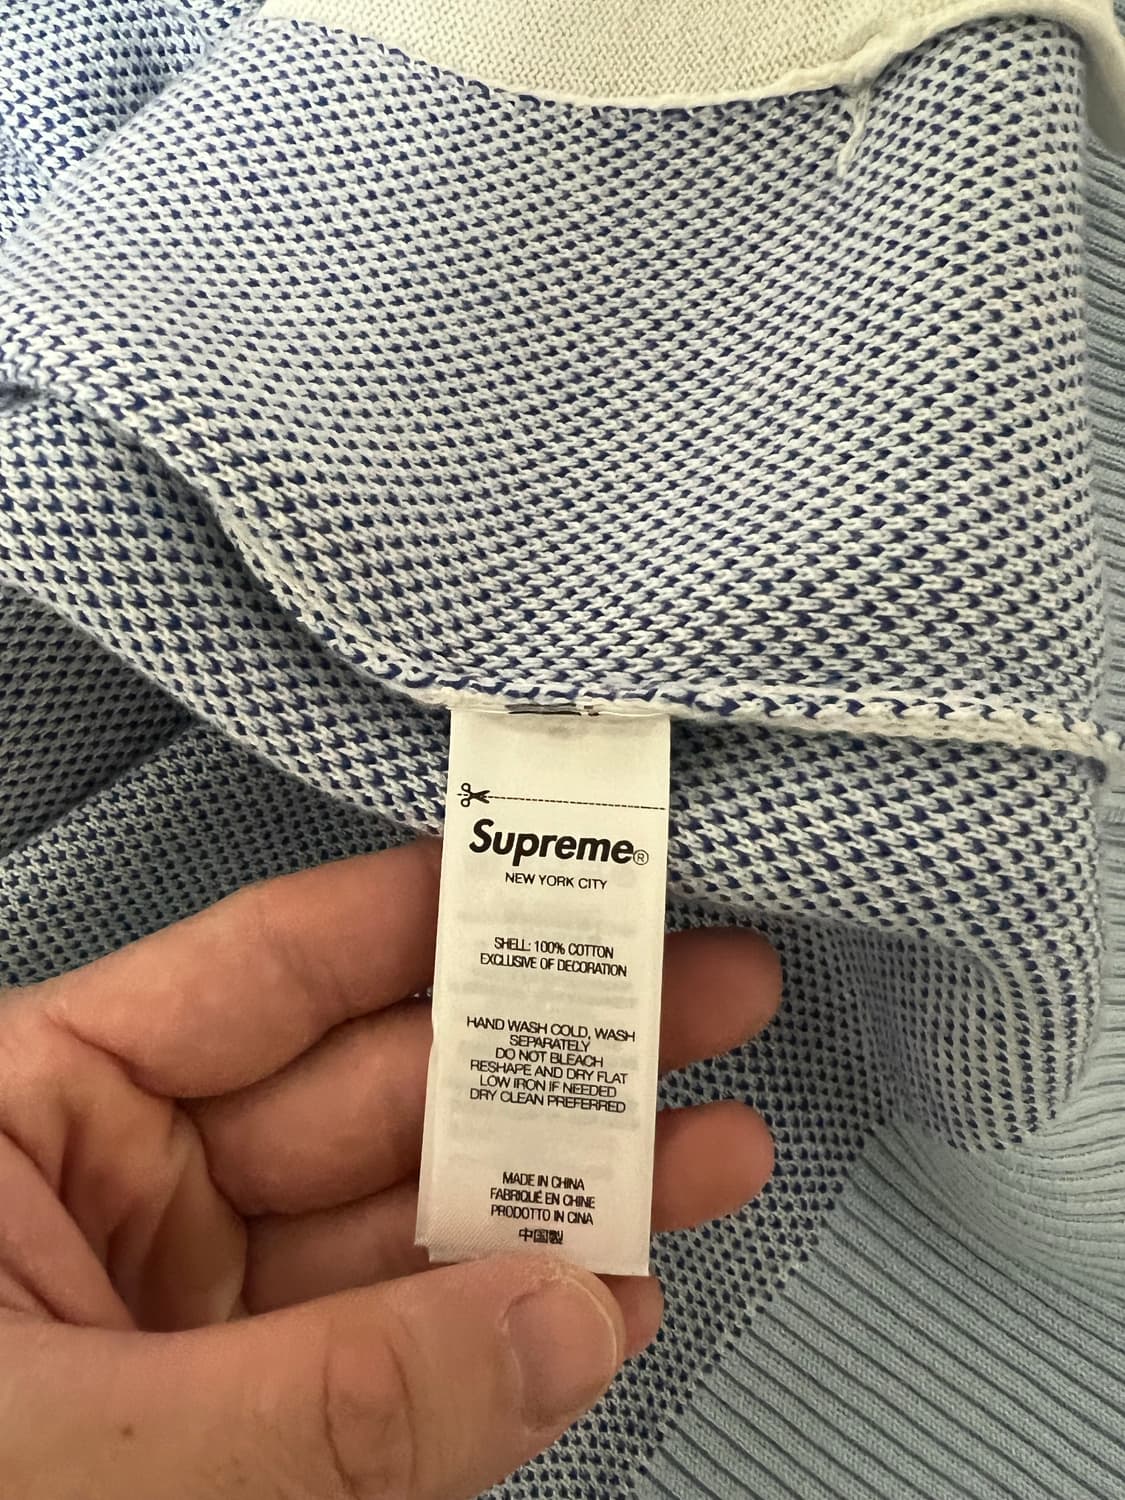 Supreme®
NEW YORK CITY
SHELL: 100% COTTON
EXCLUSIVE OF DECORATION
HAND WASH COLD, WASH
SEPARATELY
DO NOT BLEACH
RESHAPE AND DRY FLAT
LOW IRON IF NEEDED
DRY CLEAN PREFERRED
MADE IN CHINA
FABRIQUÉ EN CHINE
PRODOTTO IN CINA
中国製